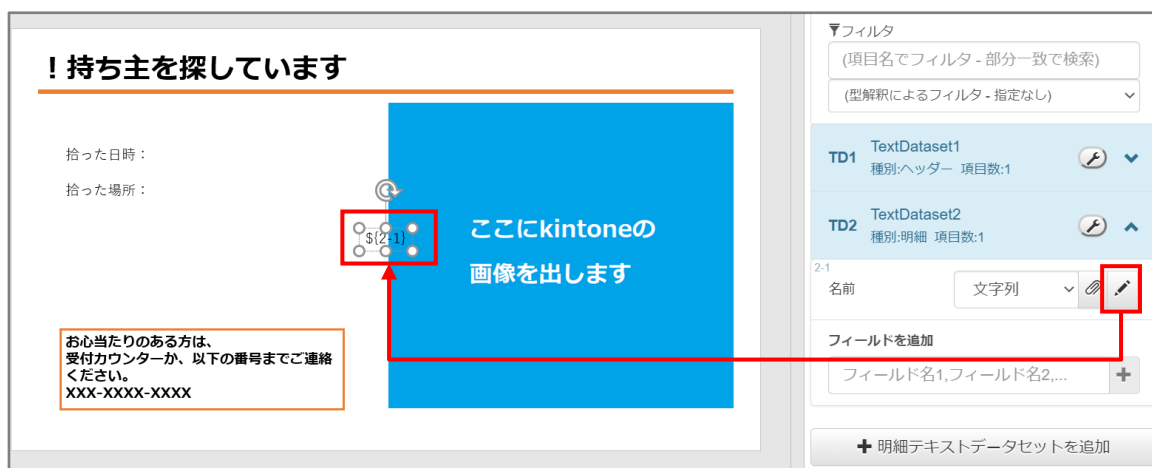 ！持ち主を探しています
拾った日時：
拾った場所：
${2-1}
ここにkintoneの
画像を出します
お心当たりのある方は、
受付カウンターか、以下の番号までご連絡
ください。
XXX-XXXX-XXXX
フィルタ
(項目名でフィルタ - 部分一致で検索)
(型解釈によるフィルタ - 指定なし)
TD1
TextDataset1
種別:ヘッダー 項目数:1
TD2
TextDataset2
種別:明細 項目数:1
2-1
名前
文字列
フィールドを追加
フィールド名1,フィールド名2,...
+
+ 明細テキストデータセットを追加